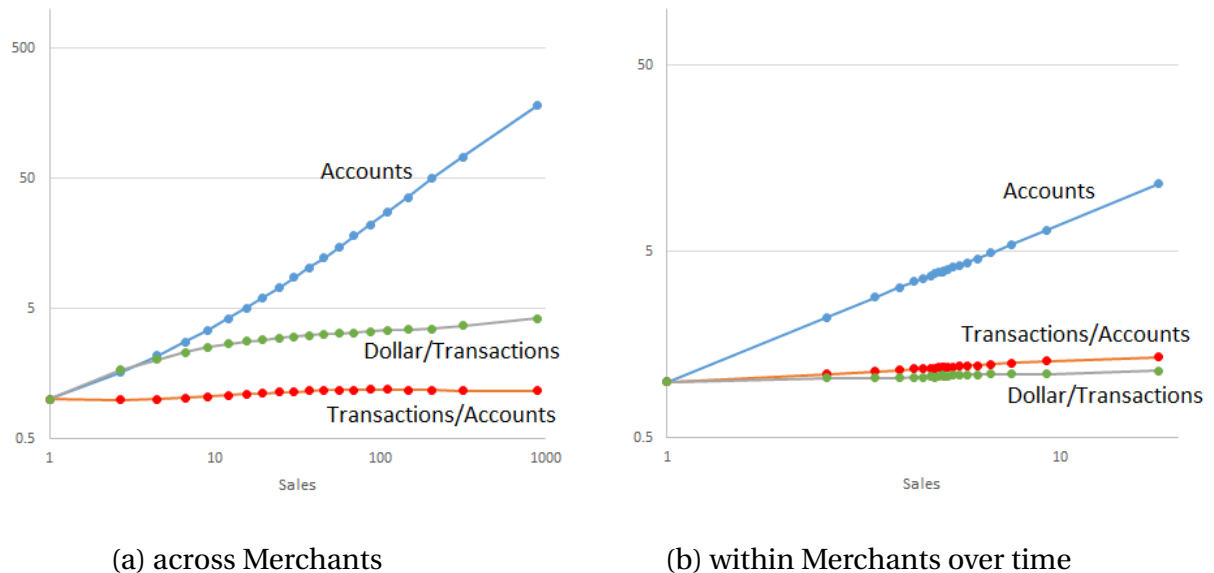 500
50
5
0.5
1
10
100
1000
Sales
Accounts
Dollar/Transactions
Transactions/Accounts
(a) across Merchants
50
5
0.5
1
10
Sales
Accounts
Transactions/Accounts
Dollar/Transactions
(b) within Merchants over time